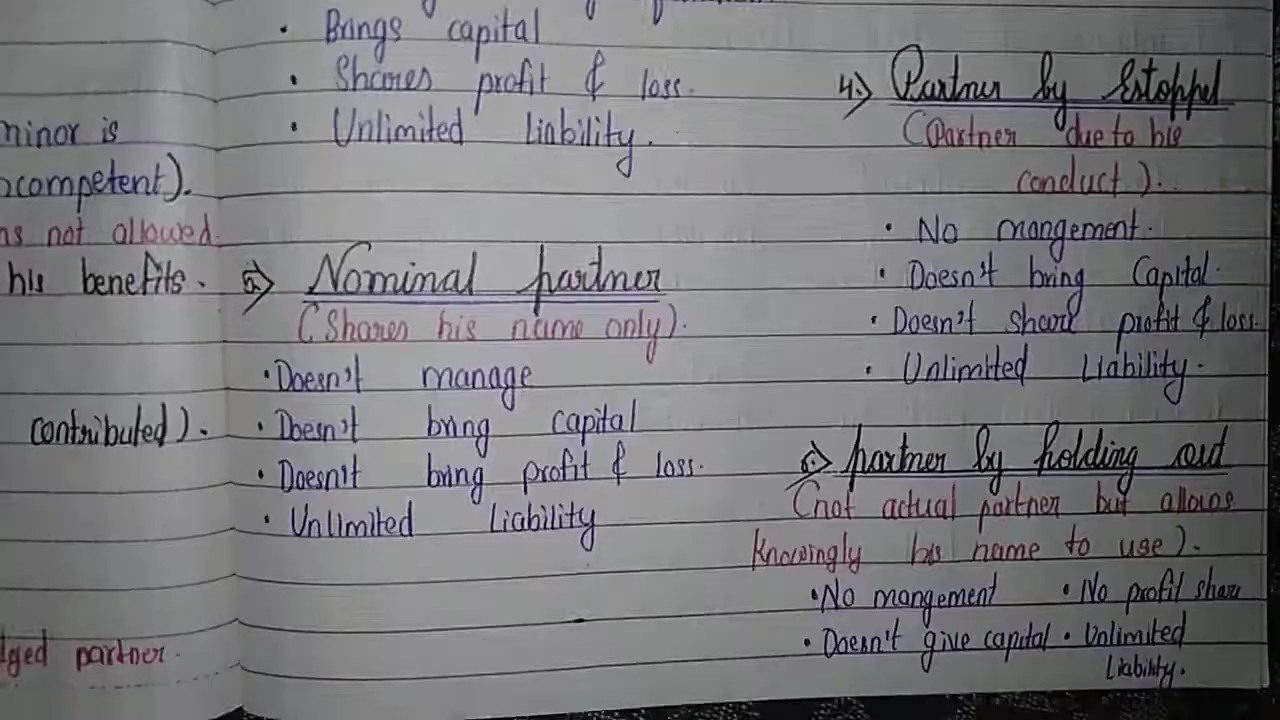 minor is
competent).
ns not allowed.
his benefits.
contributed).
dged partner.
• Brings capital
• Shares profit & loss.
• Unlimited Liability.
Nominal partner
(Shares his name only).
• Doesn't manage
• Doesn't bring capital
• Doesn't bring profit & loss.
• Unlimited Liability
4.) Partner by Estoppel
(Partner due to his
conduct).
• No mangement.
• Doesn't bring Capital.
• Doesn't share profit & loss.
• Unlimited Liability.
partner by holding out
(not actual partner but allows
knowingly his name to use).
• No mangement • No profit share
• Doesn't give capital • Unlimited
Liability.